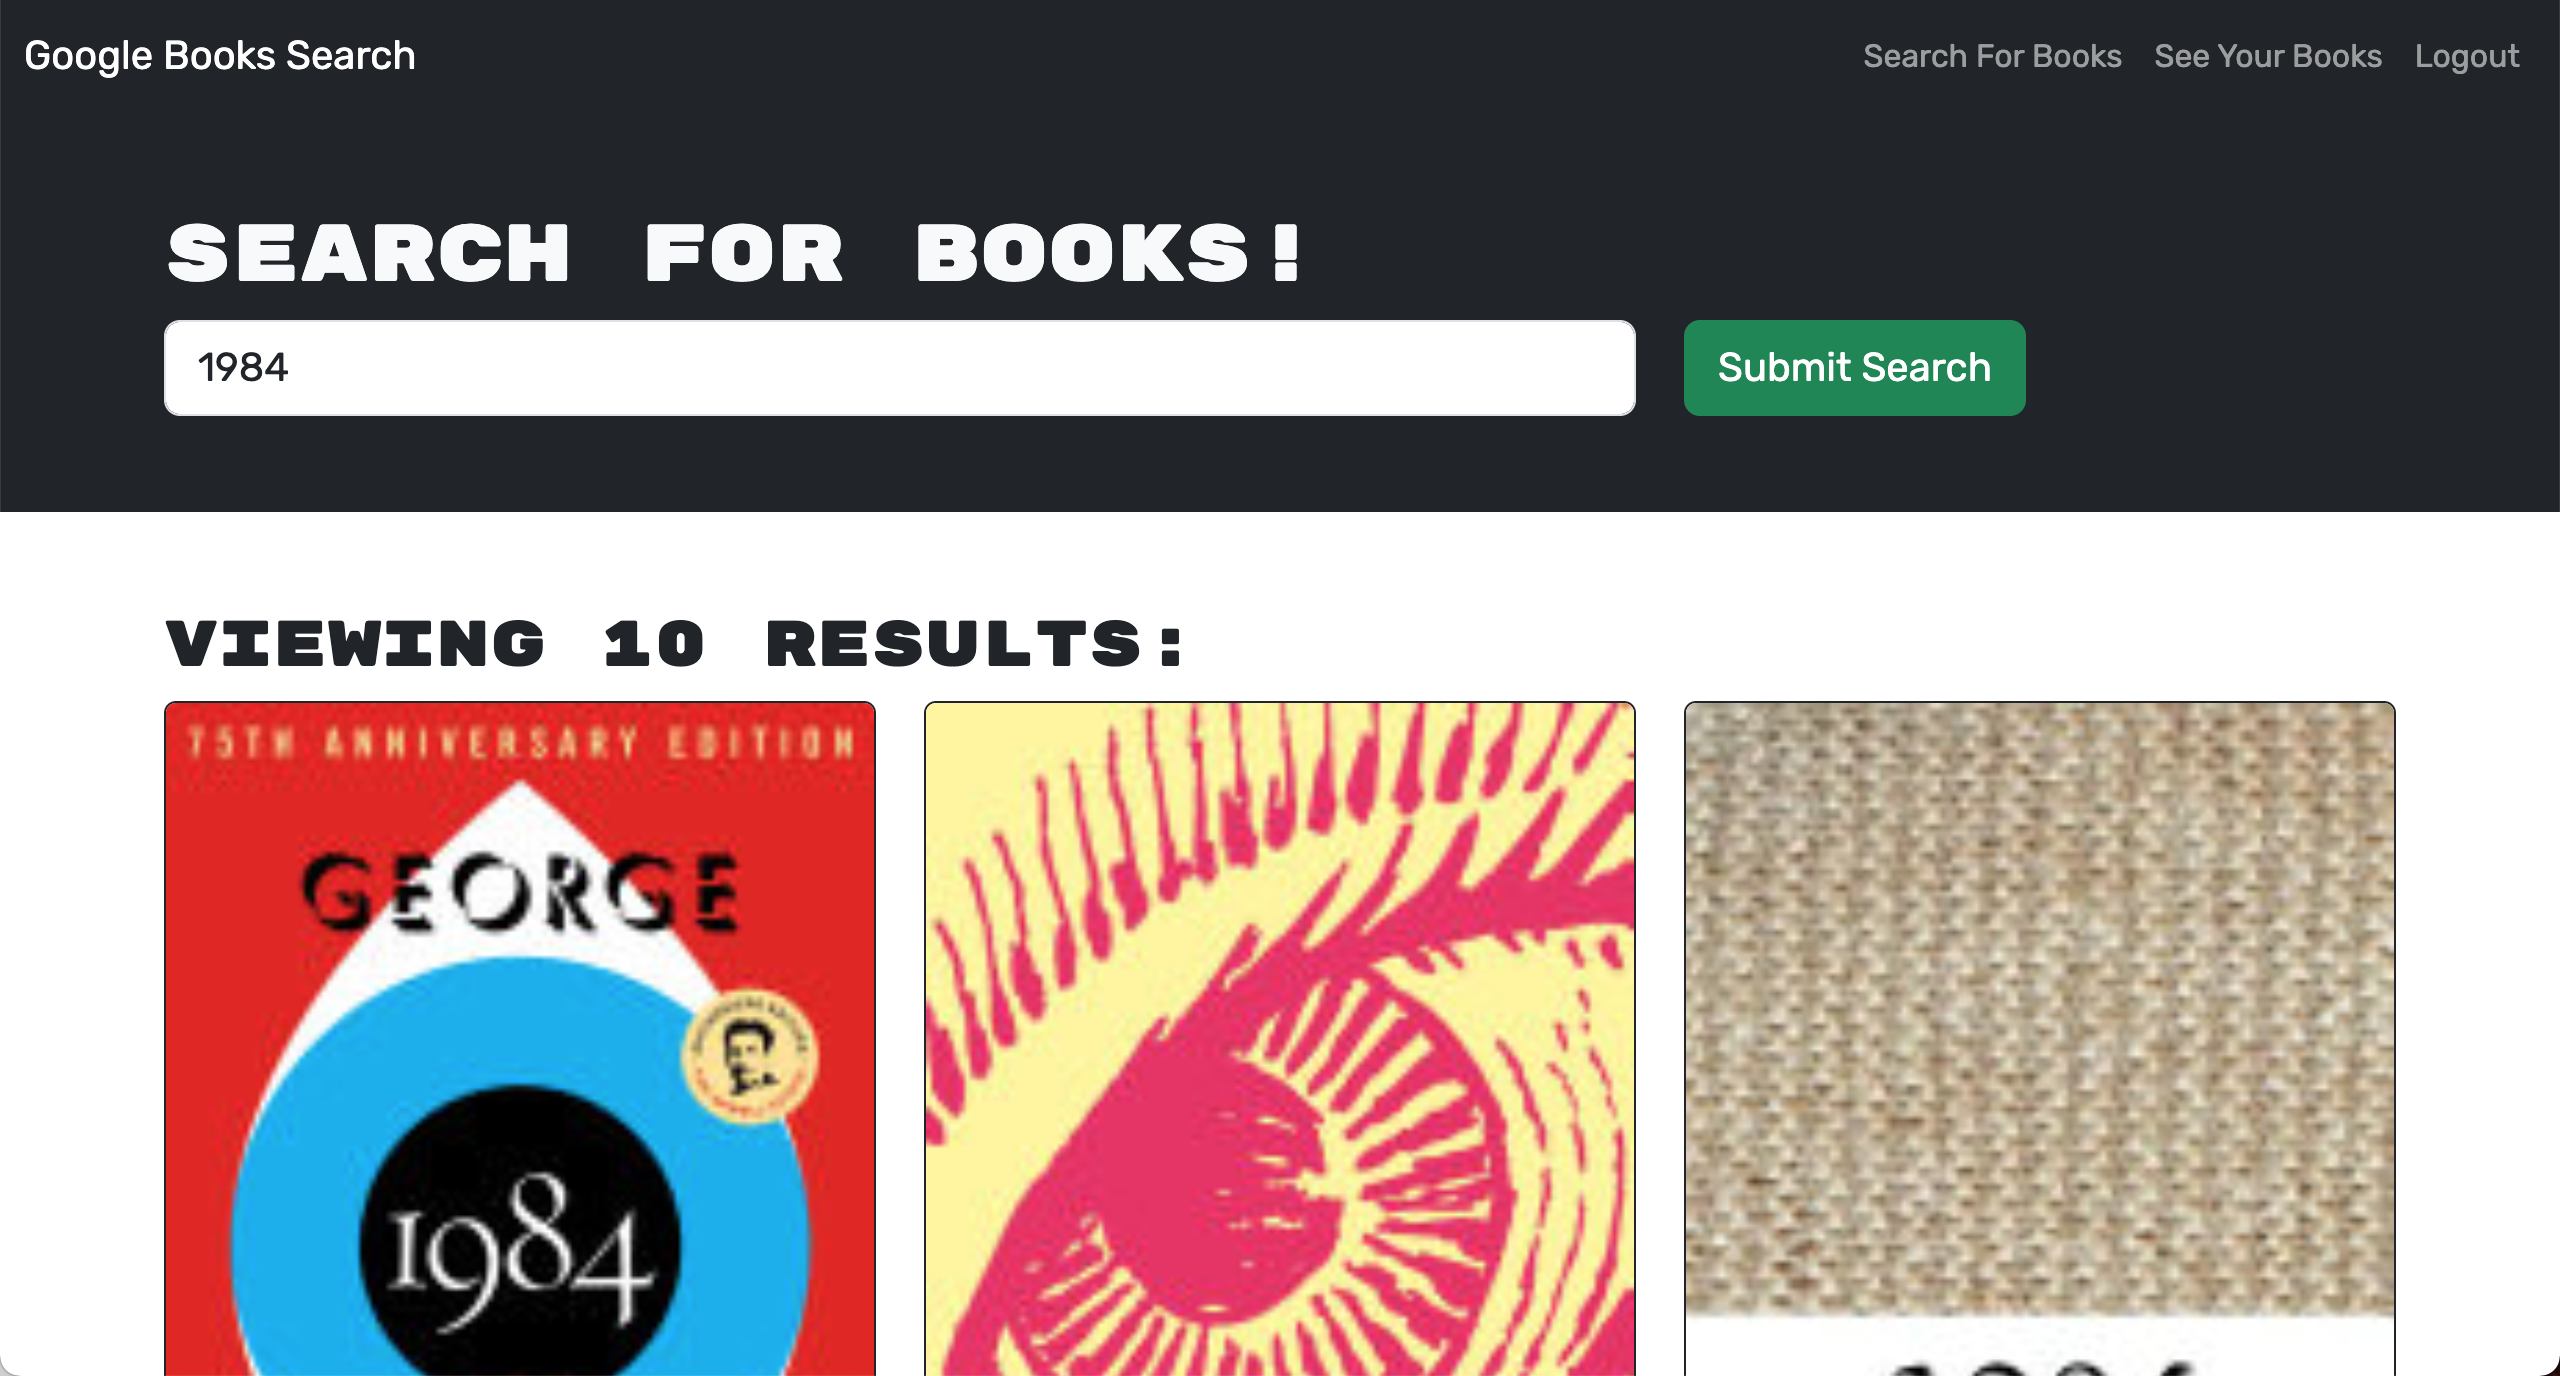 Google Books Search
Search For Books See Your Books Logout
SEARCH FOR BOOKS!
1984
Submit Search
VIEWING 10 RESULTS:
75TH ANNIVERSARY EDITION
GEORGE
1984